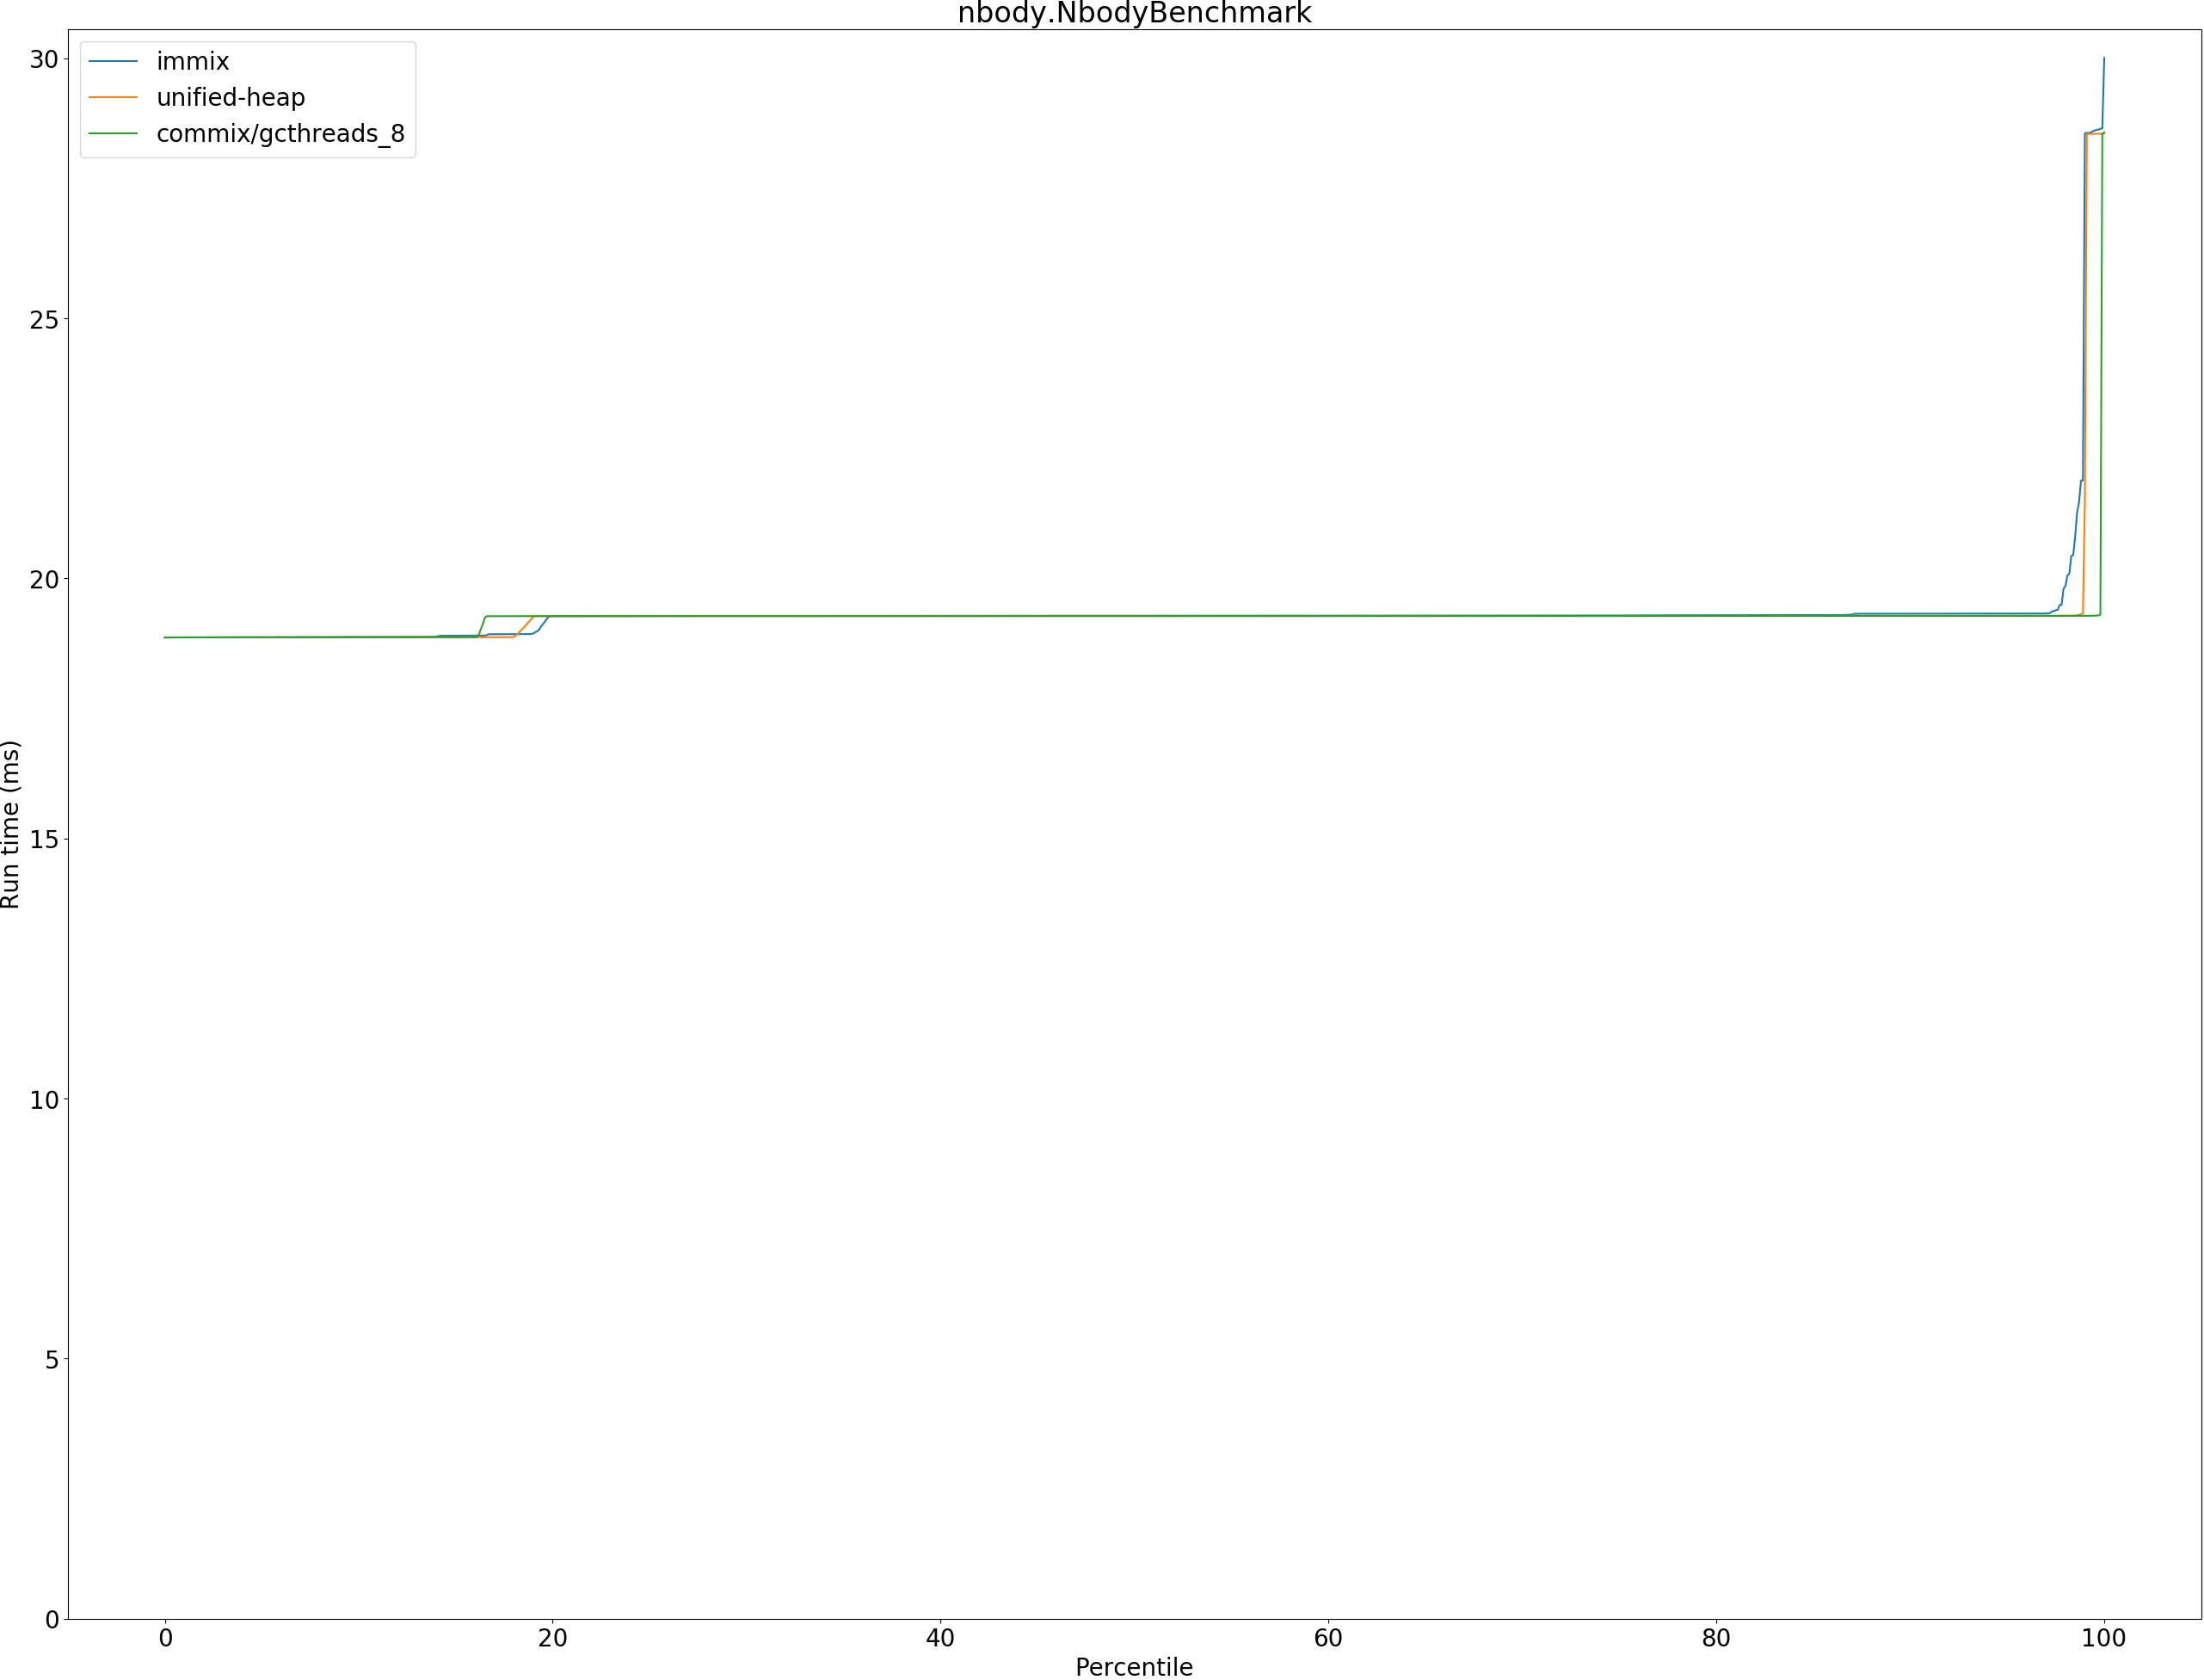 nbody.NbodyBenchmark
immix
unified-heap
commix/gcthreads_8
30
25
20
15
10
5
0
Run time (ms)
0 20 40 60 80 100
Percentile